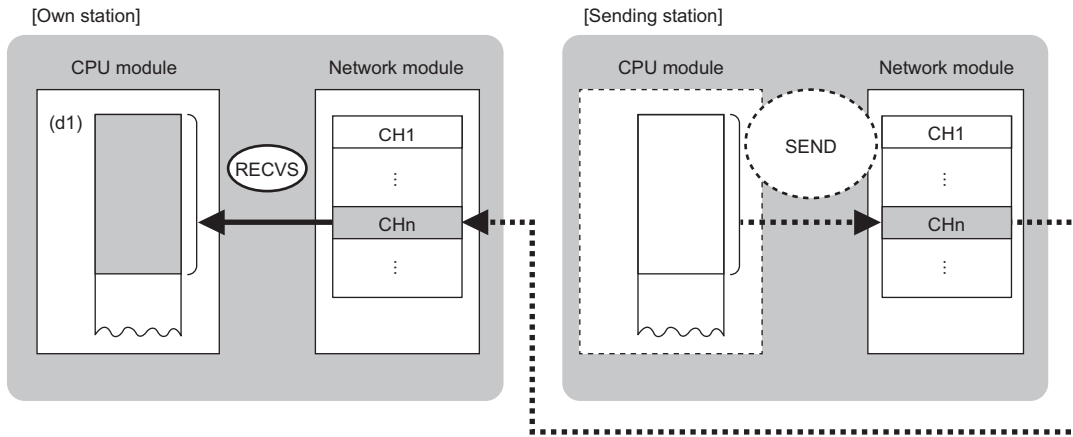 [Own station]
CPU module
Network module
(d1)
RECVS
CH1
⋮
CHn
⋮
[Sending station]
CPU module
Network module
SEND
CH1
⋮
CHn
⋮